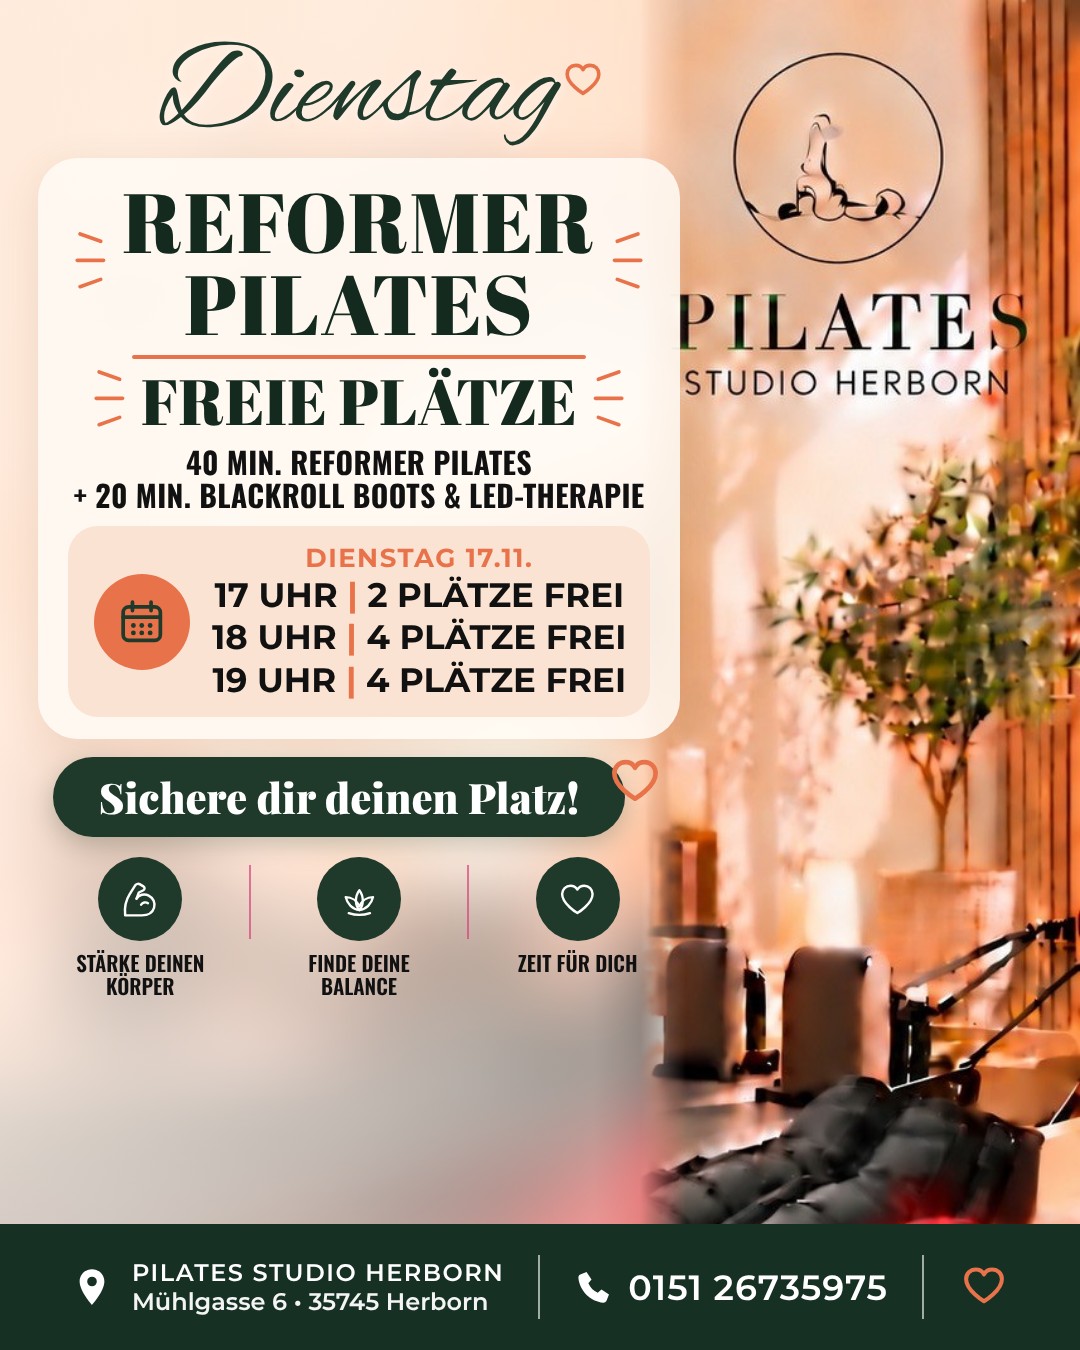 Dienstag
REFORMER
PILATES
FREIE PLÄTZE
40 MIN. REFORMER PILATES
+ 20 MIN. BLACKROLL BOOTS & LED-THERAPIE
DIENSTAG 17.11.
17 UHR | 2 PLÄTZE FREI
18 UHR | 4 PLÄTZE FREI
19 UHR | 4 PLÄTZE FREI
Sichere dir deinen Platz!
STÄRKE DEINEN
KÖRPER
FINDE DEINE
BALANCE
ZEIT FÜR DICH
PILATES
STUDIO HERBORN
PILATES STUDIO HERBORN
Mühlgasse 6 • 35745 Herborn
0151 26735975